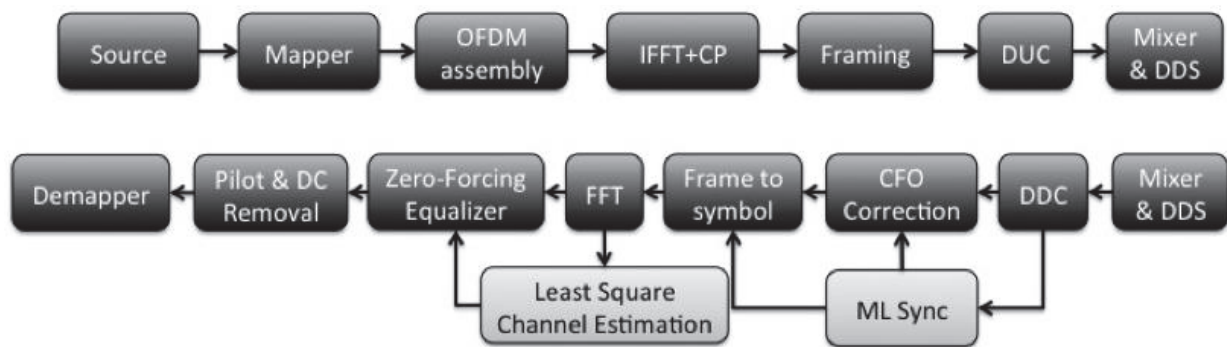 Source
Mapper
OFDM
assembly
IFFT+CP
Framing
DUC
Mixer
& DDS
Demapper
Pilot & DC
Removal
Zero-Forcing
Equalizer
FFT
Frame to
symbol
CFO
Correction
DDC
Mixer
& DDS
Least Square
Channel Estimation
ML Sync